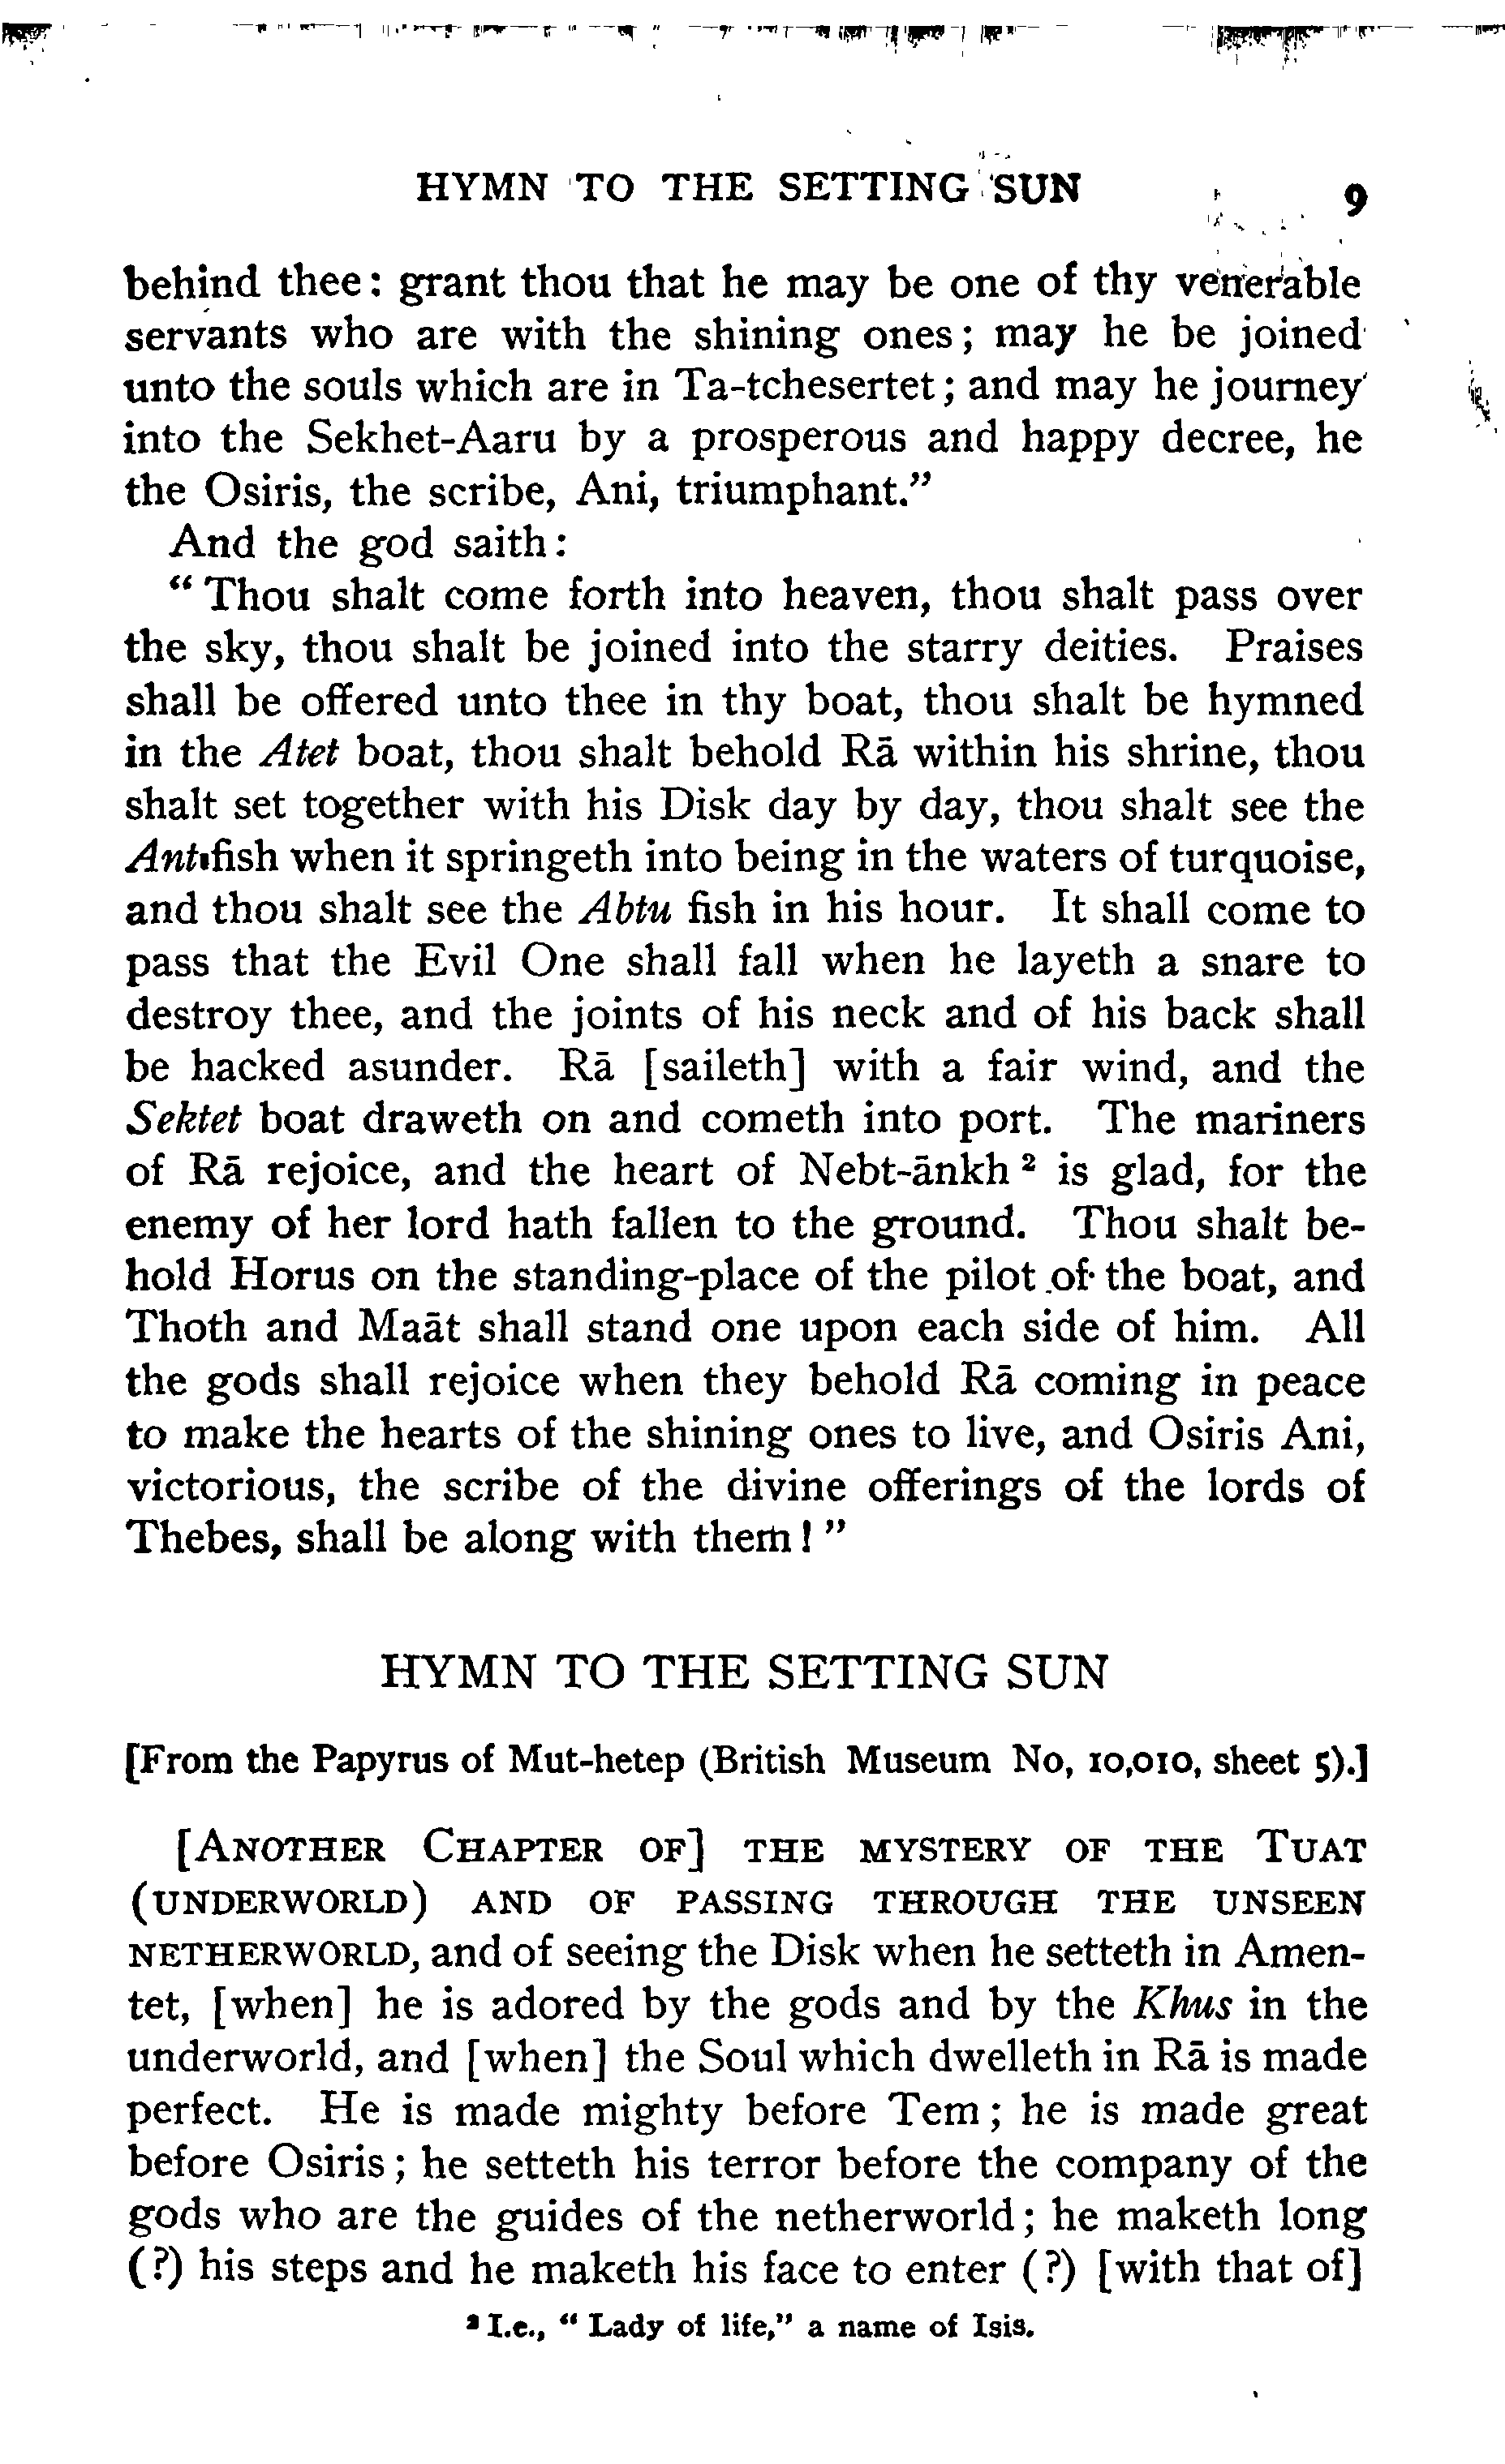 HYMN TO THE SETTING SUN 9
behind thee: grant thou that he may be one of thy venerable
servants who are with the shining ones; may he be joined
unto the souls which are in Ta-tchesertet; and may he journey
into the Sekhet-Aaru by a prosperous and happy decree, he
the Osiris, the scribe, Ani, triumphant.”
And the god saith:
“Thou shalt come forth into heaven, thou shalt pass over
the sky, thou shalt be joined into the starry deities. Praises
shall be offered unto thee in thy boat, thou shalt be hymned
in the Atet boat, thou shalt behold Rā within his shrine, thou
shalt set together with his Disk day by day, thou shalt see the
Ant fish when it springeth into being in the waters of turquoise,
and thou shalt see the Abtu fish in his hour. It shall come to
pass that the Evil One shall fall when he layeth a snare to
destroy thee, and the joints of his neck and of his back shall
be hacked asunder. Rā [saileth] with a fair wind, and the
Sektet boat draweth on and cometh into port. The mariners
of Rā rejoice, and the heart of Nebt-ānkh ² is glad, for the
enemy of her lord hath fallen to the ground. Thou shalt be-
hold Horus on the standing-place of the pilot of the boat, and
Thoth and Maāt shall stand one upon each side of him. All
the gods shall rejoice when they behold Rā coming in peace
to make the hearts of the shining ones to live, and Osiris Ani,
victorious, the scribe of the divine offerings of the lords of
Thebes, shall be along with them!”
HYMN TO THE SETTING SUN
[From the Papyrus of Mut-hetep (British Museum No, 10,010, sheet 5).]
[ANOTHER CHAPTER OF] THE MYSTERY OF THE TUAT
(UNDERWORLD) AND OF PASSING THROUGH THE UNSEEN
NETHERWORLD, and of seeing the Disk when he setteth in Amen-
tet, [when] he is adored by the gods and by the Khus in the
underworld, and [when] the Soul which dwelleth in Rā is made
perfect. He is made mighty before Tem; he is made great
before Osiris; he setteth his terror before the company of the
gods who are the guides of the netherworld; he maketh long
(?) his steps and he maketh his face to enter (?) [with that of]
² I.e., “Lady of life,” a name of Isis.